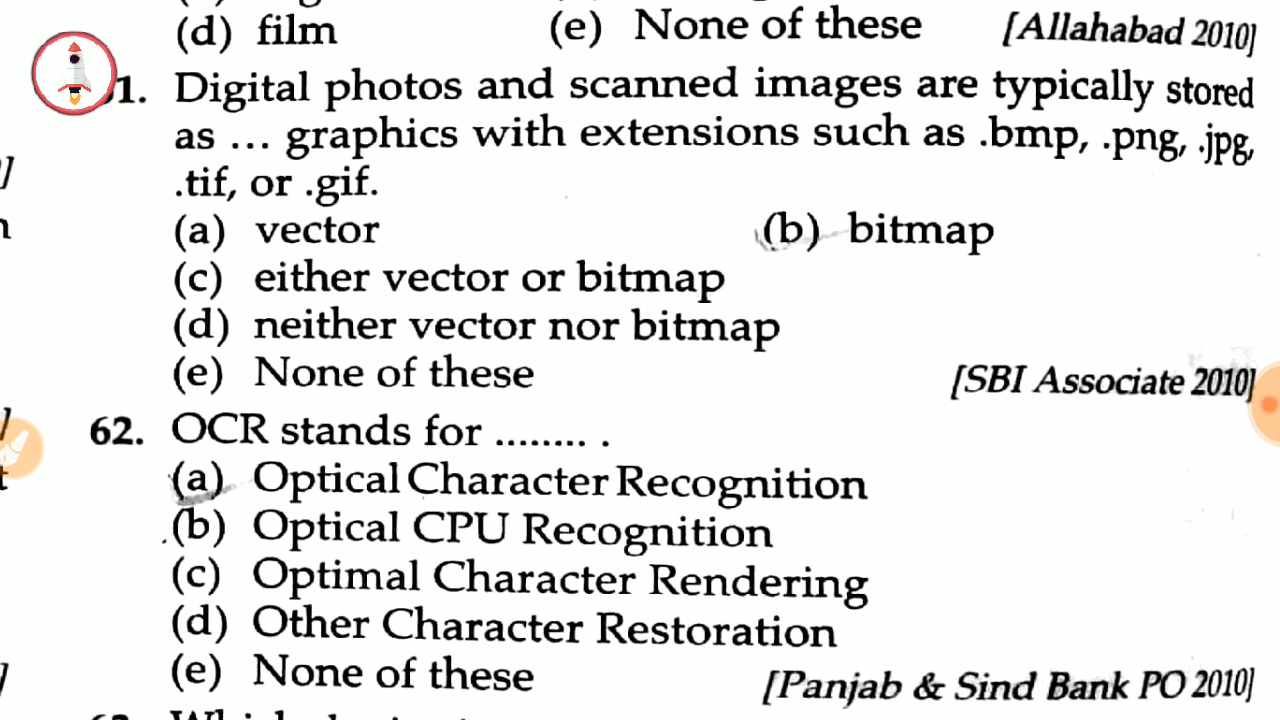 (d) film (e) None of these [Allahabad 2010]
1. Digital photos and scanned images are typically stored
as ... graphics with extensions such as .bmp, .png, .jpg,
.tif, or .gif.
(a) vector (b) bitmap
(c) either vector or bitmap
(d) neither vector nor bitmap
(e) None of these [SBI Associate 2010]
62. OCR stands for ........ .
(a) Optical Character Recognition
(b) Optical CPU Recognition
(c) Optimal Character Rendering
(d) Other Character Restoration
(e) None of these [Panjab & Sind Bank PO 2010]